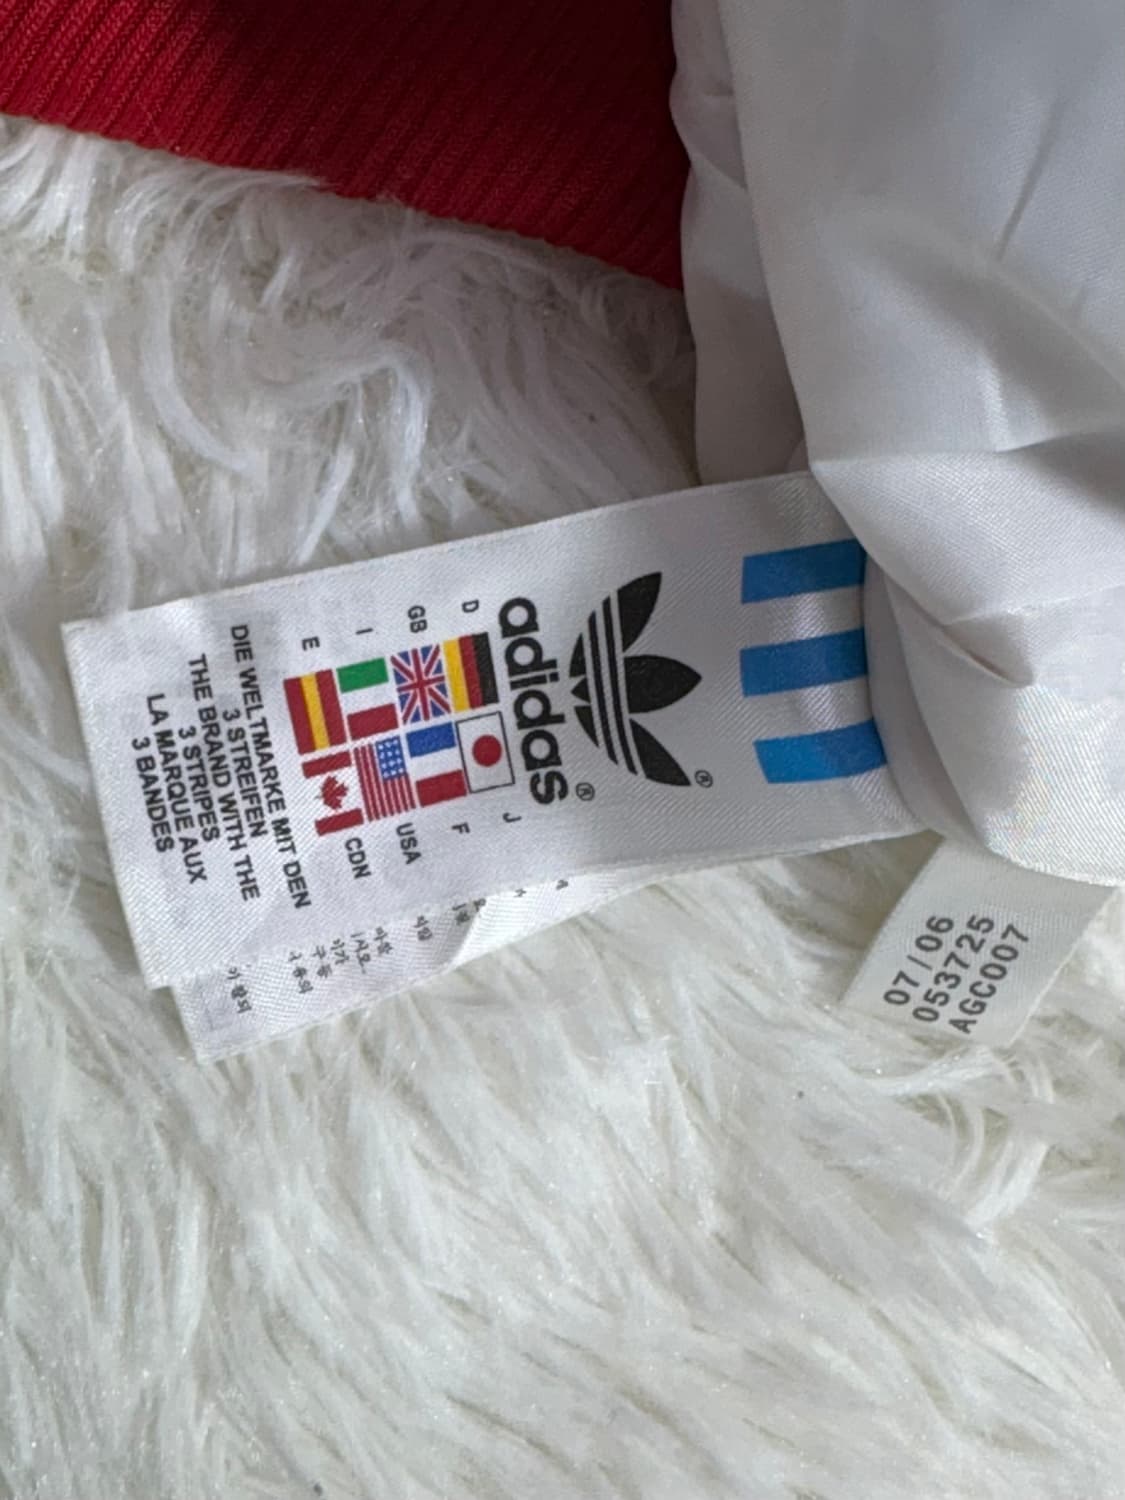 adidas®
®
D
J
GB
F
I
USA
E
CDN
DIE WELTMARKE MIT DEN
3 STREIFEN
THE BRAND WITH THE
3 STRIPES
LA MARQUE AUX
3 BANDES
07/06
053725
AGC007